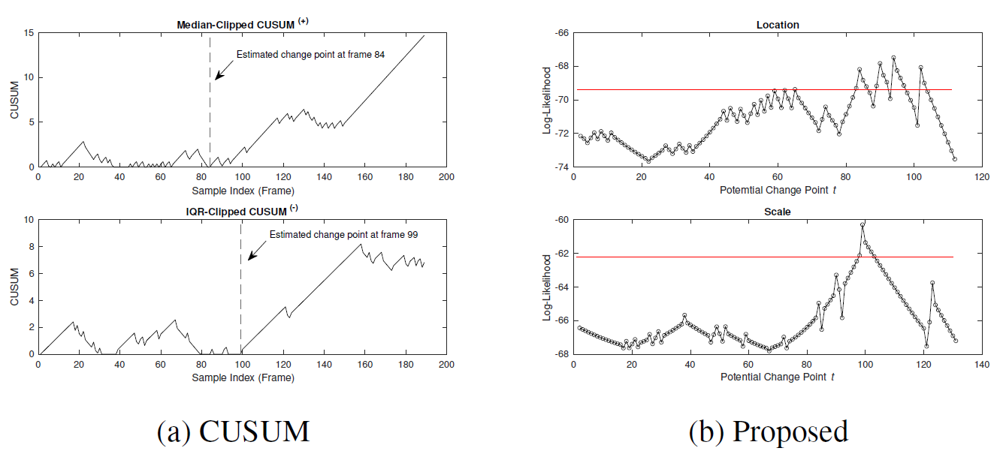 Median-Clipped CUSUM (+)
15
10
5
0
CUSUM
Estimated change point at frame 84
0 20 40 60 80 100 120 140 160 180 200
Sample Index (Frame)
IQR-Clipped CUSUM (-)
10
8
6
4
2
0
CUSUM
Estimated change point at frame 99
0 20 40 60 80 100 120 140 160 180 200
Sample Index (Frame)
(a) CUSUM
Location
-66
-68
-70
-72
-74
Log-Likelihood
0 20 40 60 80 100 120
Potential Change Point t
Scale
-60
-62
-64
-66
-68
Log-Likelihood
0 20 40 60 80 100 120 140
Potential Change Point t
(b) Proposed